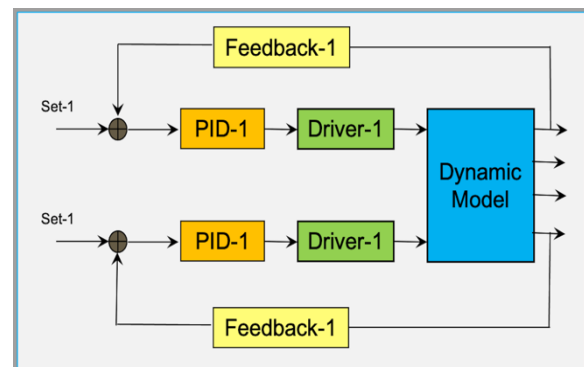 Feedback-1
Set-1
PID-1
Driver-1
Dynamic
Model
Set-1
PID-1
Driver-1
Feedback-1